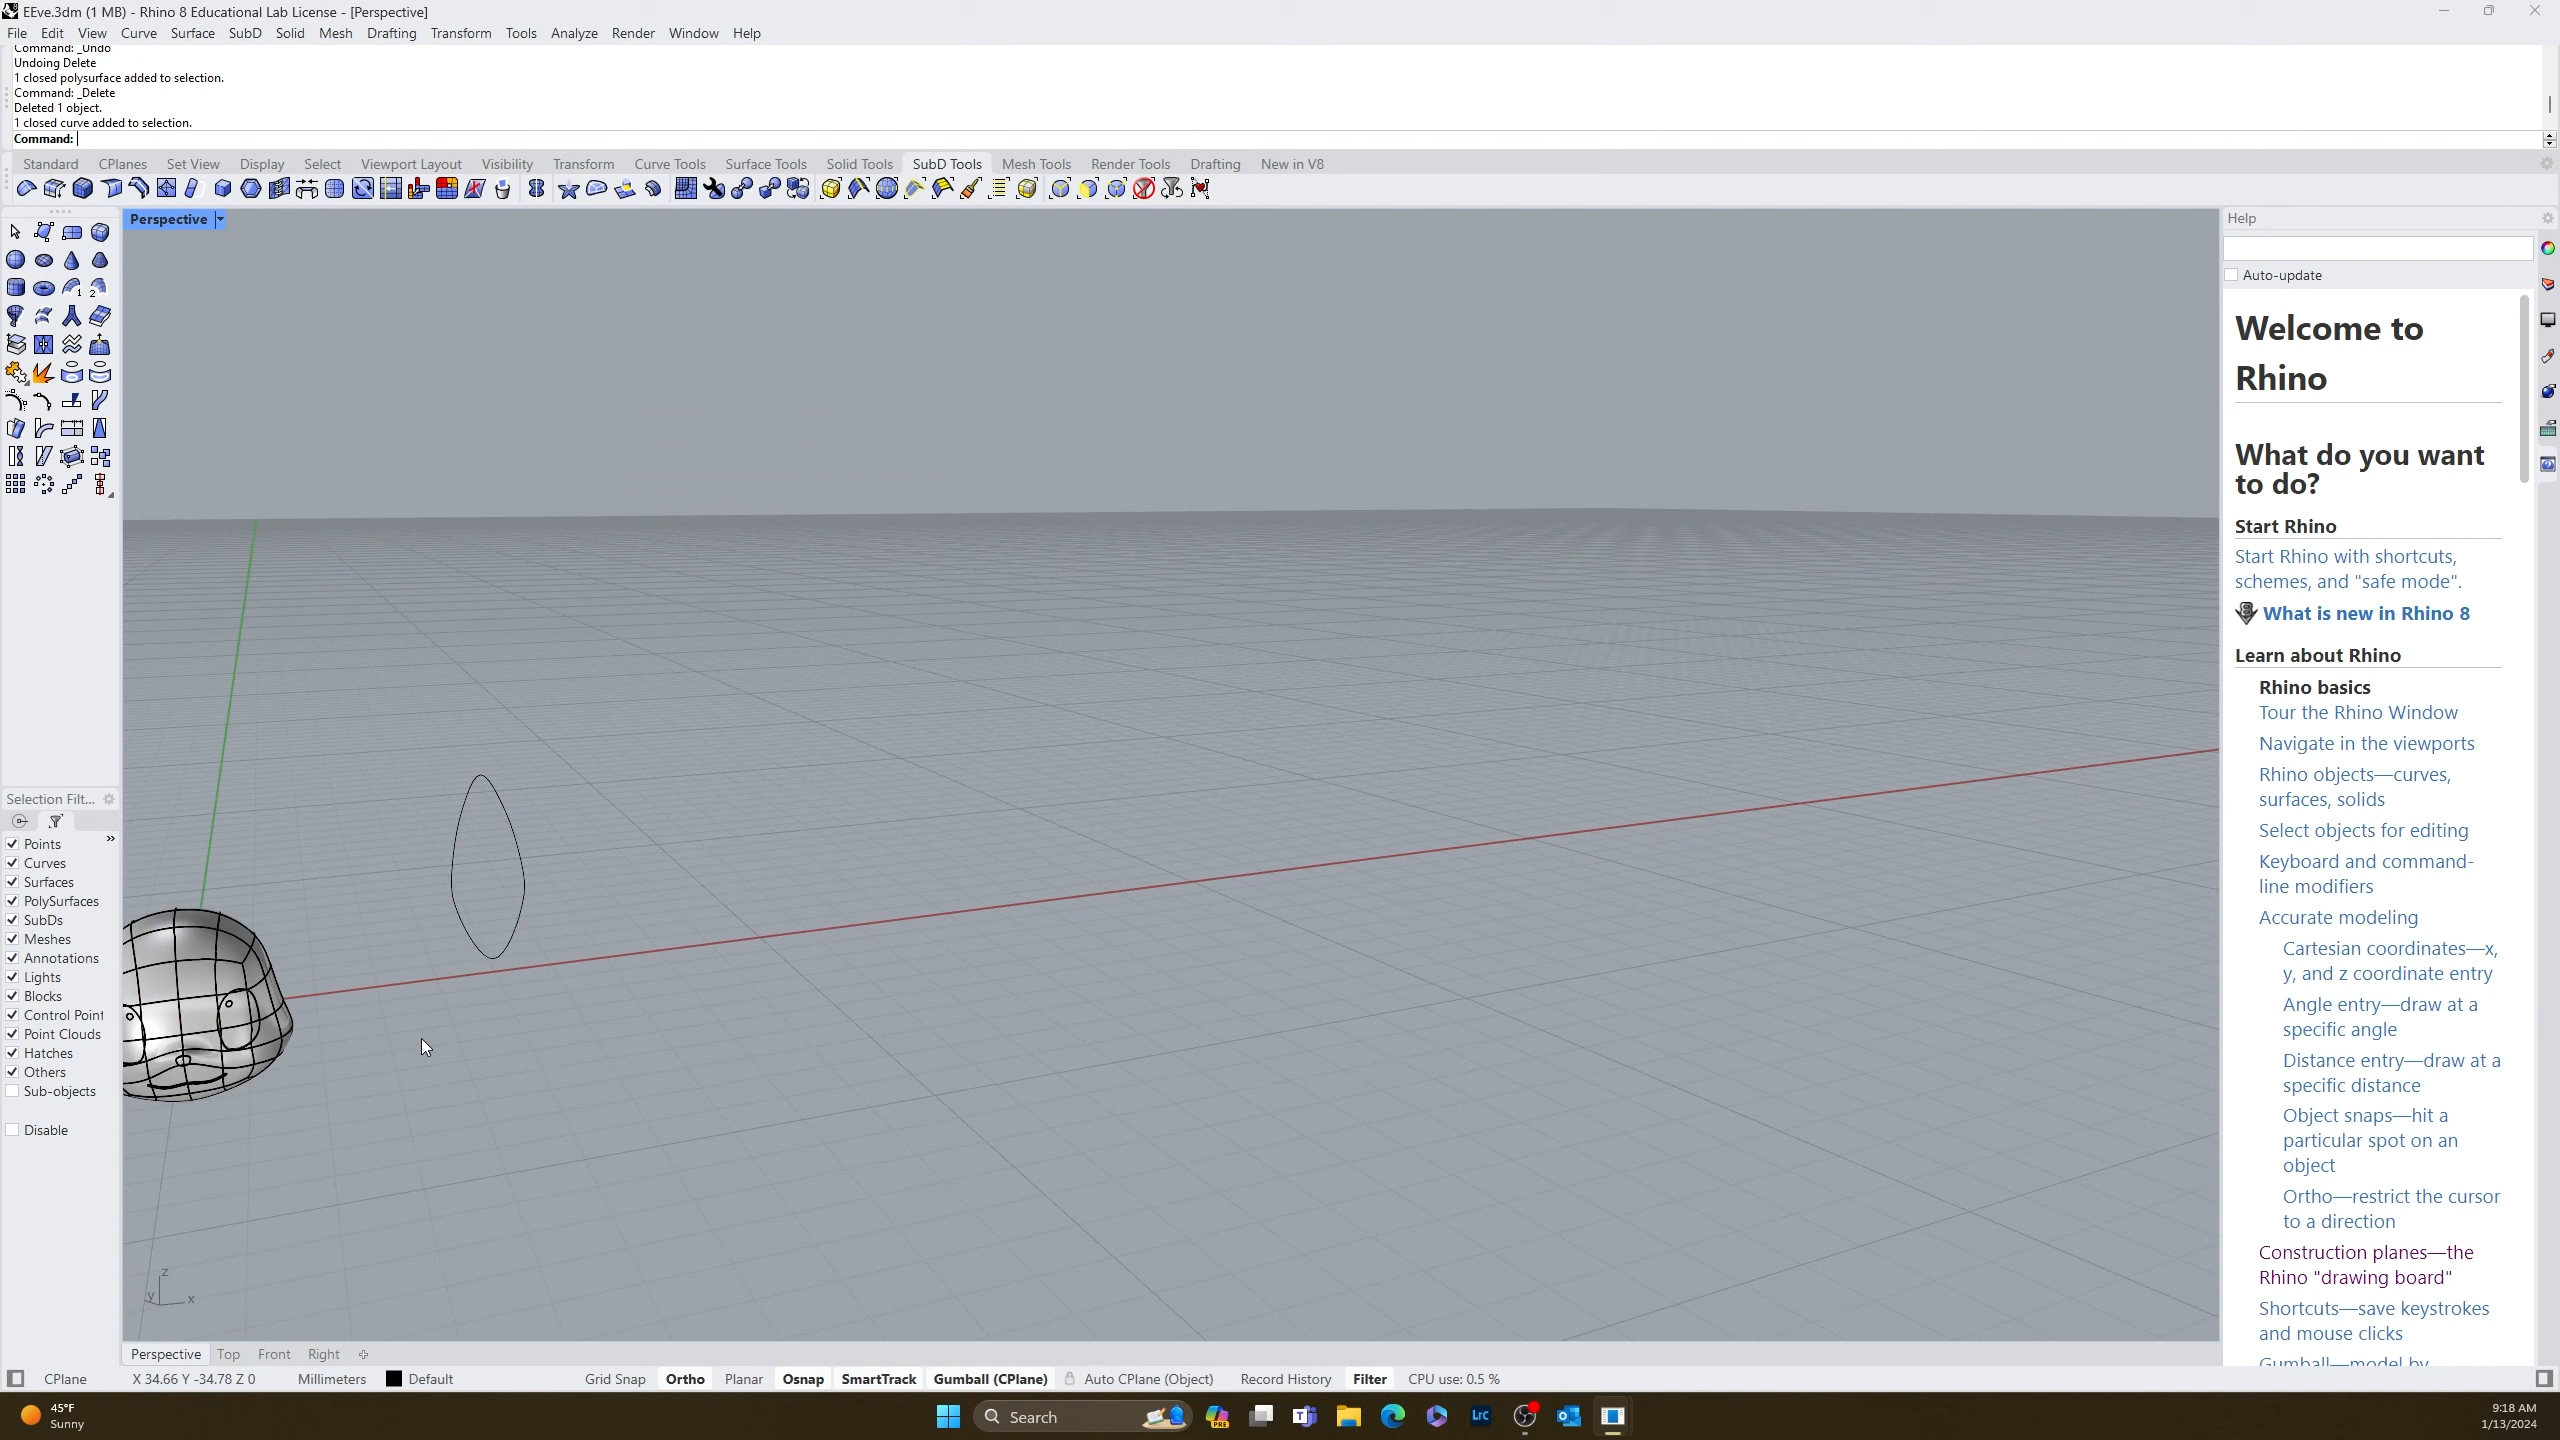 EEve.3dm (1 MB) - Rhino 8 Educational Lab License - [Perspective]
File Edit View Curve Surface SubD Solid Mesh Drafting Transform Tools Analyze Render Window Help
Command: _Undo
Undoing Delete
1 closed polysurface added to selection.
Command: _Delete
Deleted 1 object.
1 closed curve added to selection.
Command:
Standard CPlanes Set View Display Select Viewport Layout Visibility Transform Curve Tools Surface Tools Solid Tools SubD Tools Mesh Tools Render Tools Drafting New in V8
Perspective
Help
Auto-update
Welcome to
Rhino
What do you want
to do?
Start Rhino
Start Rhino with shortcuts,
schemes, and "safe mode".
What is new in Rhino 8
Learn about Rhino
Rhino basics
Tour the Rhino Window
Navigate in the viewports
Rhino objects—curves,
surfaces, solids
Select objects for editing
Keyboard and command-
line modifiers
Accurate modeling
Cartesian coordinates—x,
y, and z coordinate entry
Angle entry—draw at a
specific angle
Distance entry—draw at a
specific distance
Object snaps—hit a
particular spot on an
object
Ortho—restrict the cursor
to a direction
Construction planes—the
Rhino "drawing board"
Shortcuts—save keystrokes
and mouse clicks
Gumball—model by
Selection Filt...
Points
Curves
Surfaces
PolySurfaces
SubDs
Meshes
Annotations
Lights
Blocks
Control Point
Point Clouds
Hatches
Others
Sub-objects
Disable
z
y x
Perspective Top Front Right
CPlane X 34.66 Y -34.78 Z 0 Millimeters Default Grid Snap Ortho Planar Osnap SmartTrack Gumball (CPlane) Auto CPlane (Object) Record History Filter CPU use: 0.5 %
45°F
Sunny
Search
PRE
Lrc
9:18 AM
1/13/2024